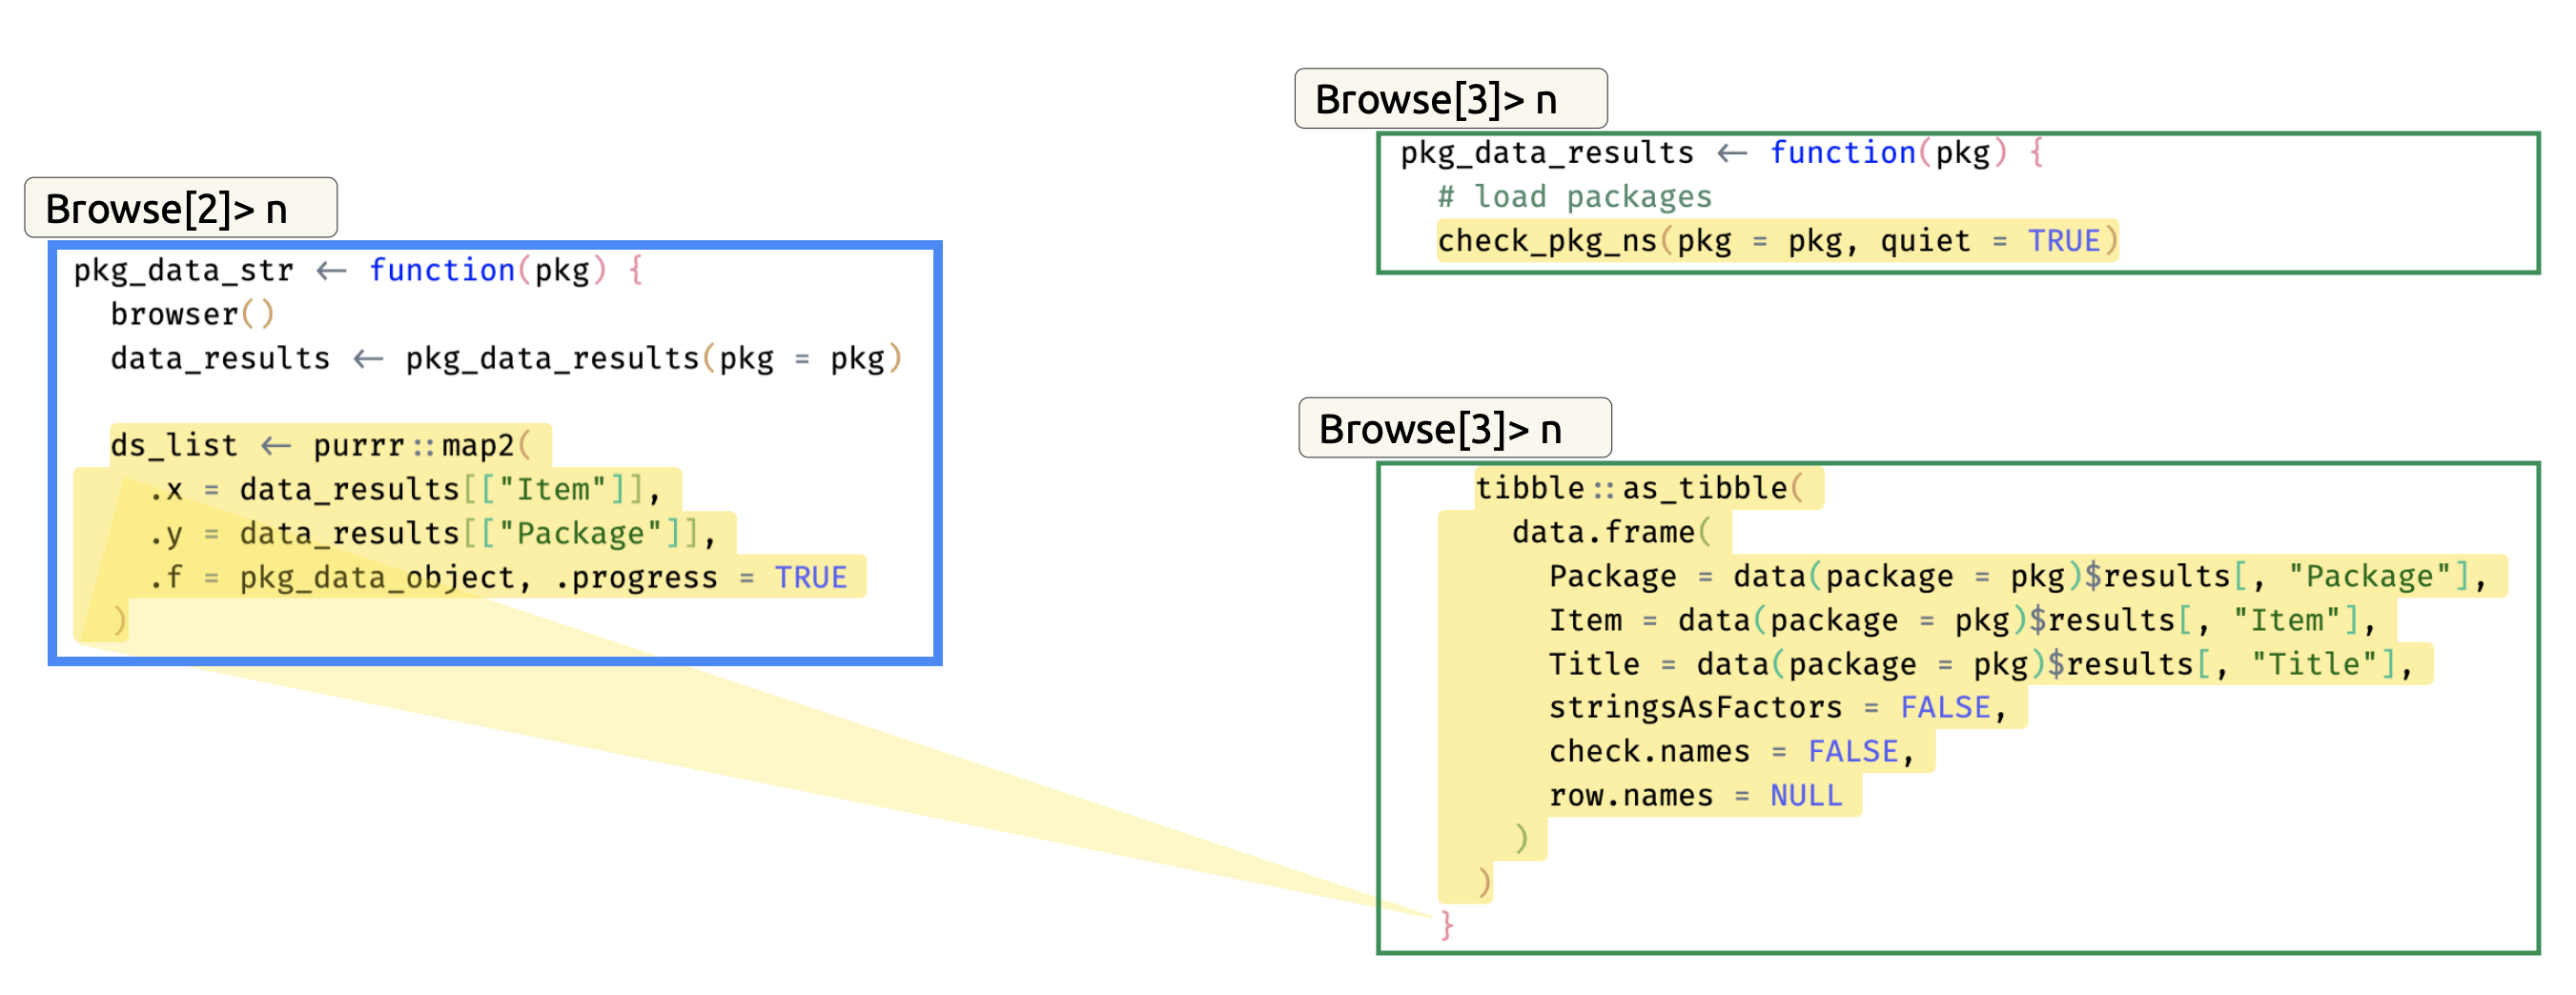 Browse[2]> n
pkg_data_str ← function(pkg) {
  browser()
  data_results ← pkg_data_results(pkg = pkg)
  ds_list ← purrr::map2(
    .x = data_results[["Item"]],
    .y = data_results[["Package"]],
    .f = pkg_data_object, .progress = TRUE
  )
Browse[3]> n
pkg_data_results ← function(pkg) {
  # load packages
  check_pkg_ns(pkg = pkg, quiet = TRUE)
Browse[3]> n
  tibble::as_tibble(
    data.frame(
      Package = data(package = pkg)$results[, "Package"],
      Item = data(package = pkg)$results[, "Item"],
      Title = data(package = pkg)$results[, "Title"],
      stringsAsFactors = FALSE,
      check.names = FALSE,
      row.names = NULL
    )
  )
}